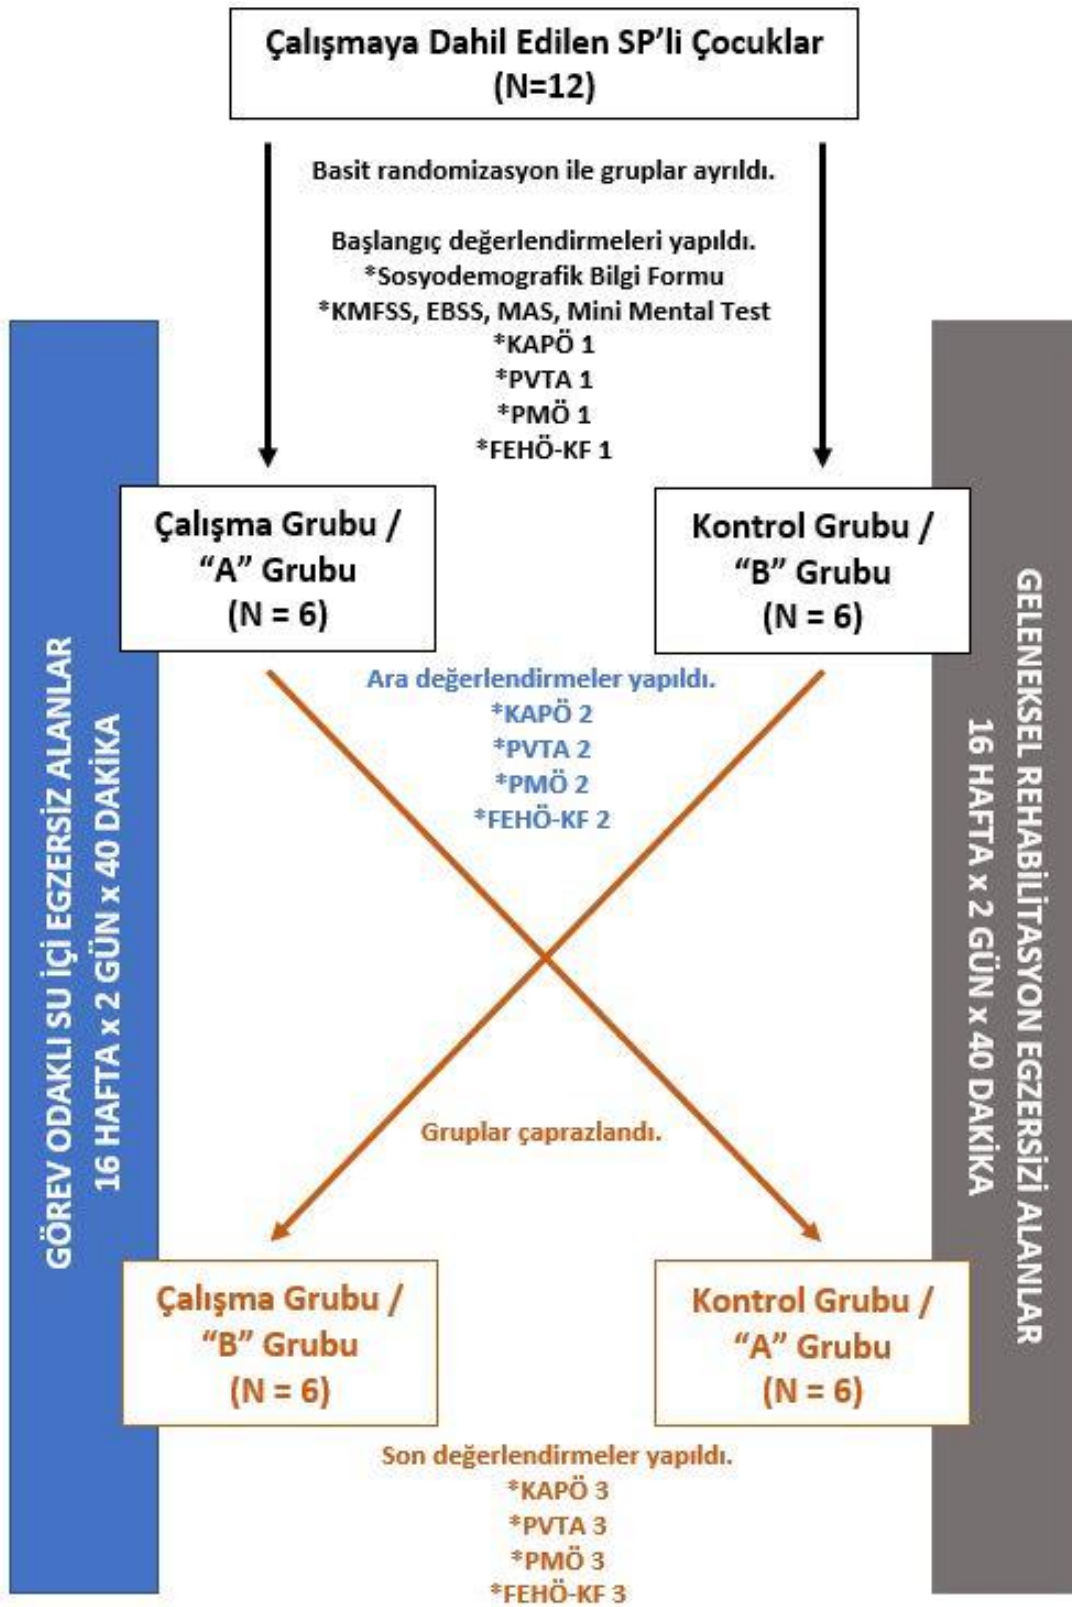 Çalışmaya Dahil Edilen SP’li Çocuklar
(N=12)
Basit randomizasyon ile gruplar ayrıldı.
Başlangıç değerlendirmeleri yapıldı.
*Sosyodemografik Bilgi Formu
*KMFSS, EBSS, MAS, Mini Mental Test
*KAPÖ 1
*PVTA 1
*PMÖ 1
*FEHÖ-KF 1
Çalışma Grubu /
“A” Grubu
(N = 6)
Kontrol Grubu /
“B” Grubu
(N = 6)
Ara değerlendirmeler yapıldı.
*KAPÖ 2
*PVTA 2
*PMÖ 2
*FEHÖ-KF 2
GÖREV ODAKLI SU İÇİ EGZERSİZ ALANLAR
16 HAFTA x 2 GÜN x 40 DAKİKA
GELENEKSEL REHABİLİTASYON EGZERSİZİ ALANLAR
16 HAFTA x 2 GÜN x 40 DAKİKA
Gruplar çaprazlandı.
Çalışma Grubu /
“B” Grubu
(N = 6)
Kontrol Grubu /
“A” Grubu
(N = 6)
Son değerlendirmeler yapıldı.
*KAPÖ 3
*PVTA 3
*PMÖ 3
*FEHÖ-KF 3